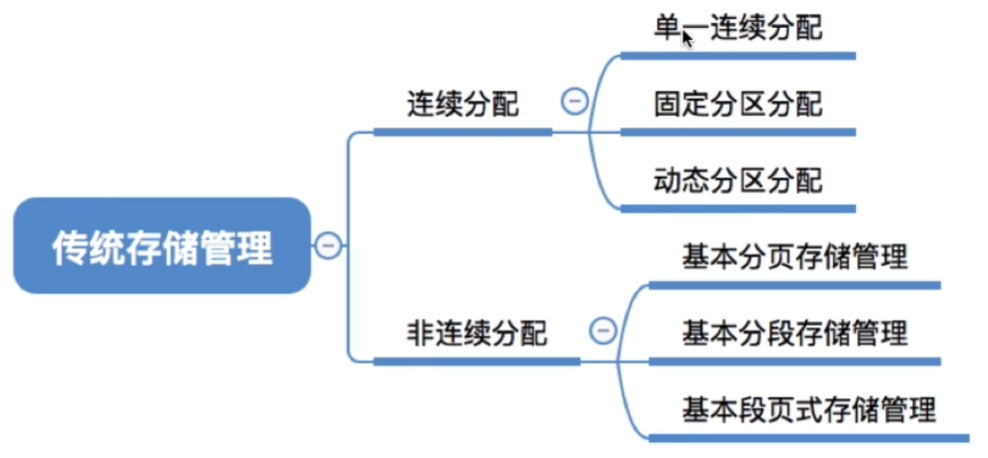 传统存储管理
连续分配
单一连续分配
固定分区分配
动态分区分配
非连续分配
基本分页存储管理
基本分段存储管理
基本段页式存储管理